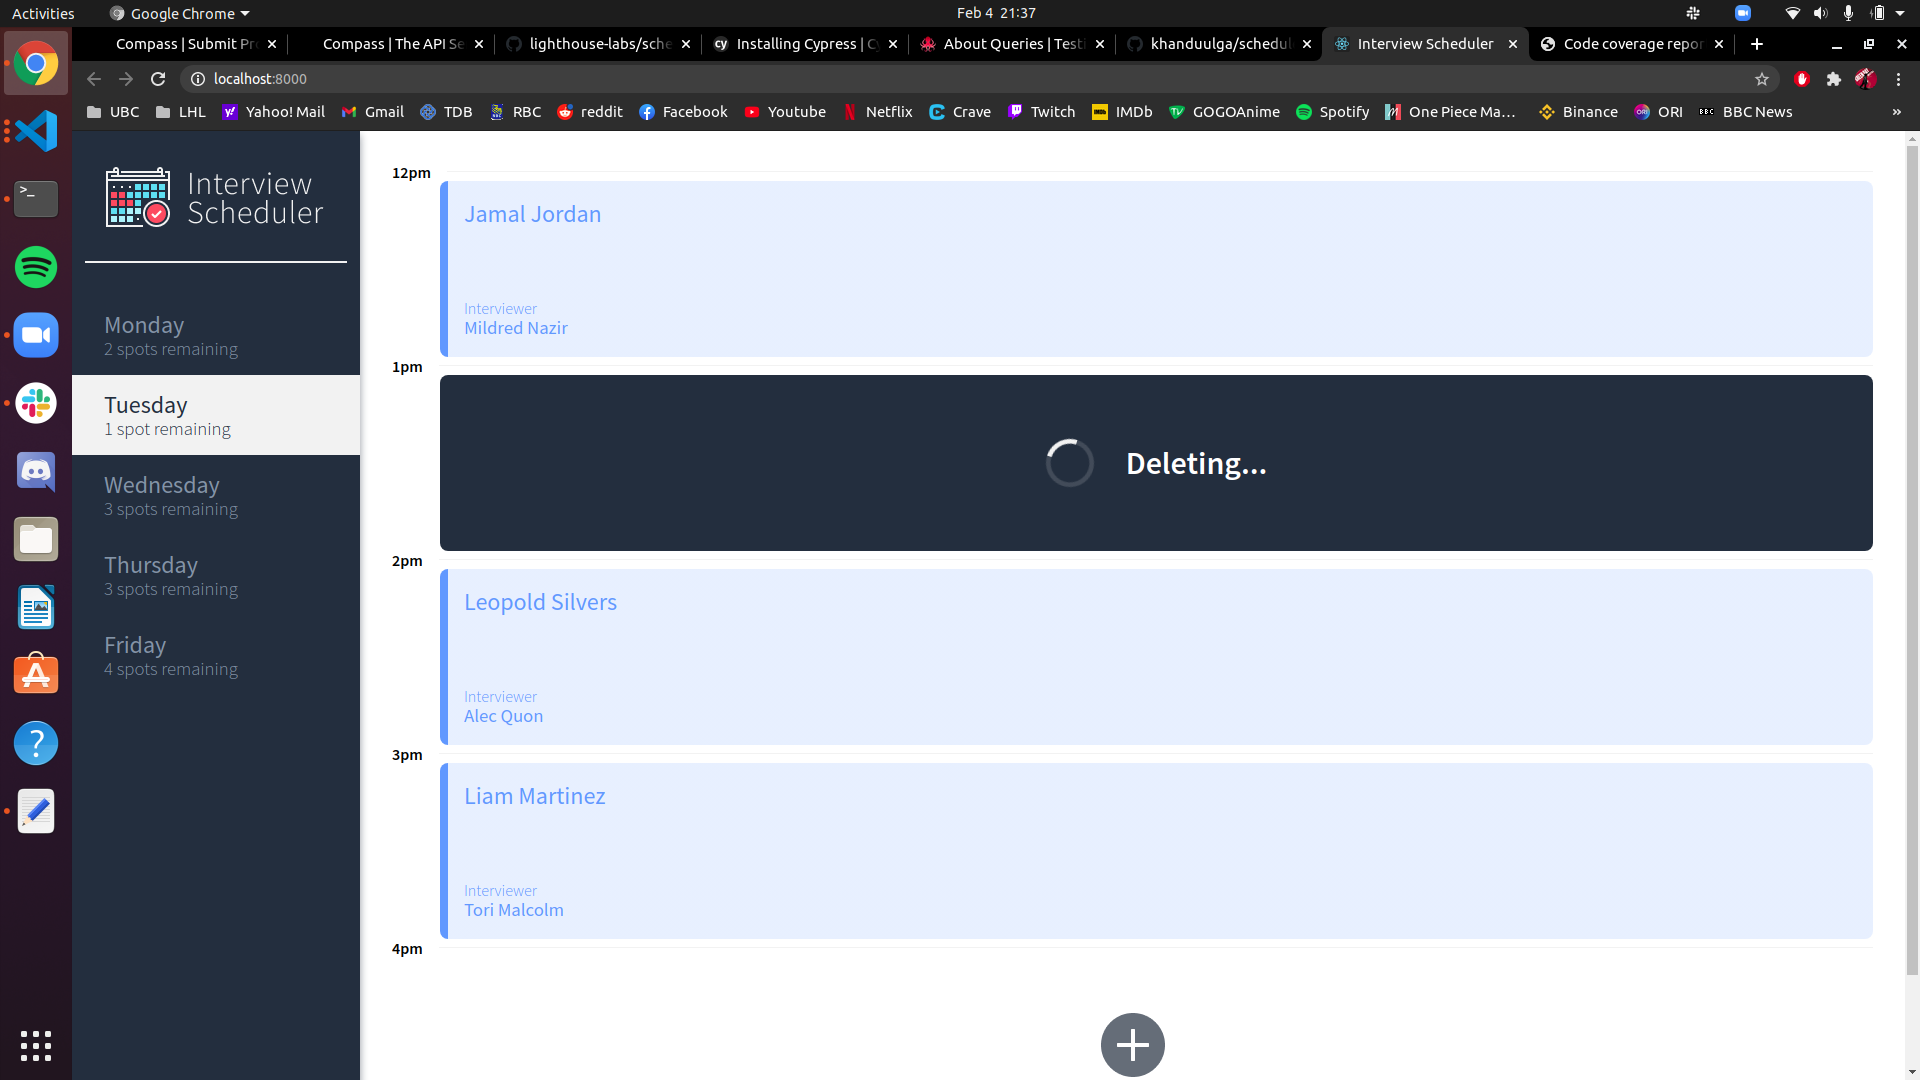 Activities
Google Chrome
Feb 4 21:37
Compass | Submit Pr
Compass | The API Se
lighthouse-labs/sche
cy
Installing Cypress | C
About Queries | Testi
khanduulga/schedul
Interview Scheduler
Code coverage repor
localhost:8000
UBC
LHL
Yahoo! Mail
Gmail
TDB
RBC
reddit
Facebook
Youtube
Netflix
Crave
Twitch
IMDb
GOGOAnime
Spotify
One Piece Ma...
Binance
ORI
BBC News
»
Interview
Scheduler
Monday
2 spots remaining
Tuesday
1 spot remaining
Wednesday
3 spots remaining
Thursday
3 spots remaining
Friday
4 spots remaining
12pm
Jamal Jordan
Interviewer
Mildred Nazir
1pm
Deleting...
2pm
Leopold Silvers
Interviewer
Alec Quon
3pm
Liam Martinez
Interviewer
Tori Malcolm
4pm